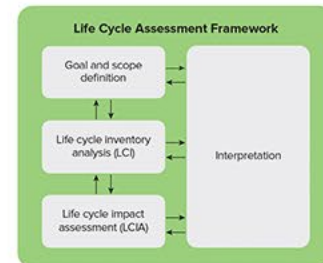 Life Cycle Assessment Framework
Goal and scope
definition
Life cycle inventory
analysis (LCI)
Interpretation
Life cycle impact
assessment (LCIA)